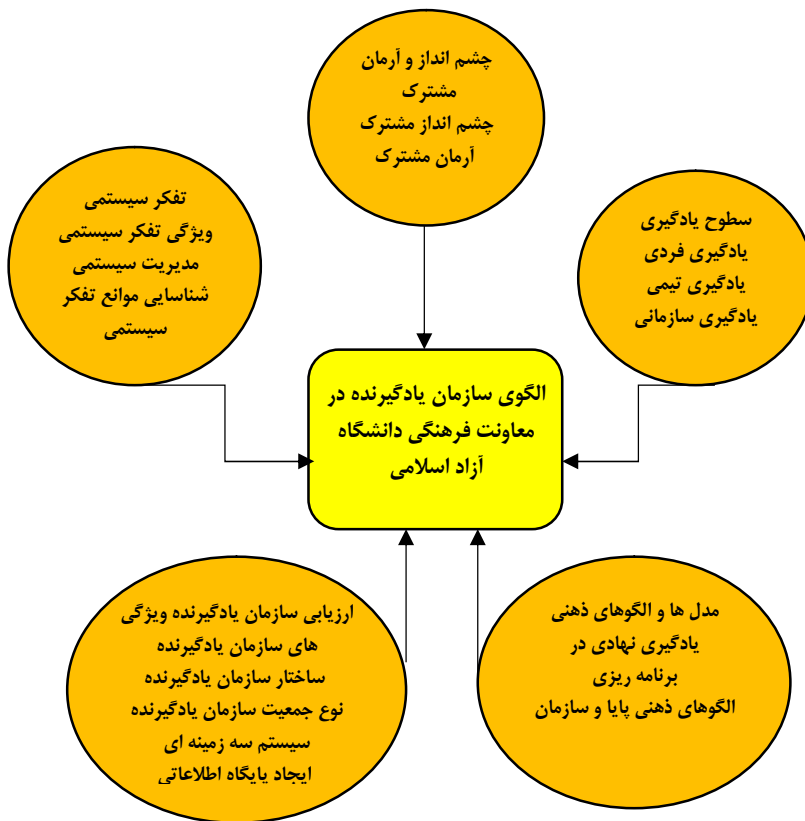 چشم انداز و آرمان
مشترک
چشم انداز مشترک
آرمان مشترک
سطوح یادگیری
یادگیری فردی
یادگیری تیمی
یادگیری سازمانی
تفکر سیستمی
ویژگی تفکر سیستمی
مدیریت سیستمی
شناسایی موانع تفکر
سیستمی
الگوی سازمان یادگیرنده در
معاونت فرهنگی دانشگاه
آزاد اسلامی
مدل ها و الگوهای ذهنی
یادگیری نهادی در
برنامه ریزی
الگوهای ذهنی پایا و سازمان
ارزیابی سازمان یادگیرنده ویژگی
های سازمان یادگیرنده
ساختار سازمان یادگیرنده
نوع جمعیت سازمان یادگیرنده
سیستم سه زمینه ای
ایجاد پایگاه اطلاعاتی